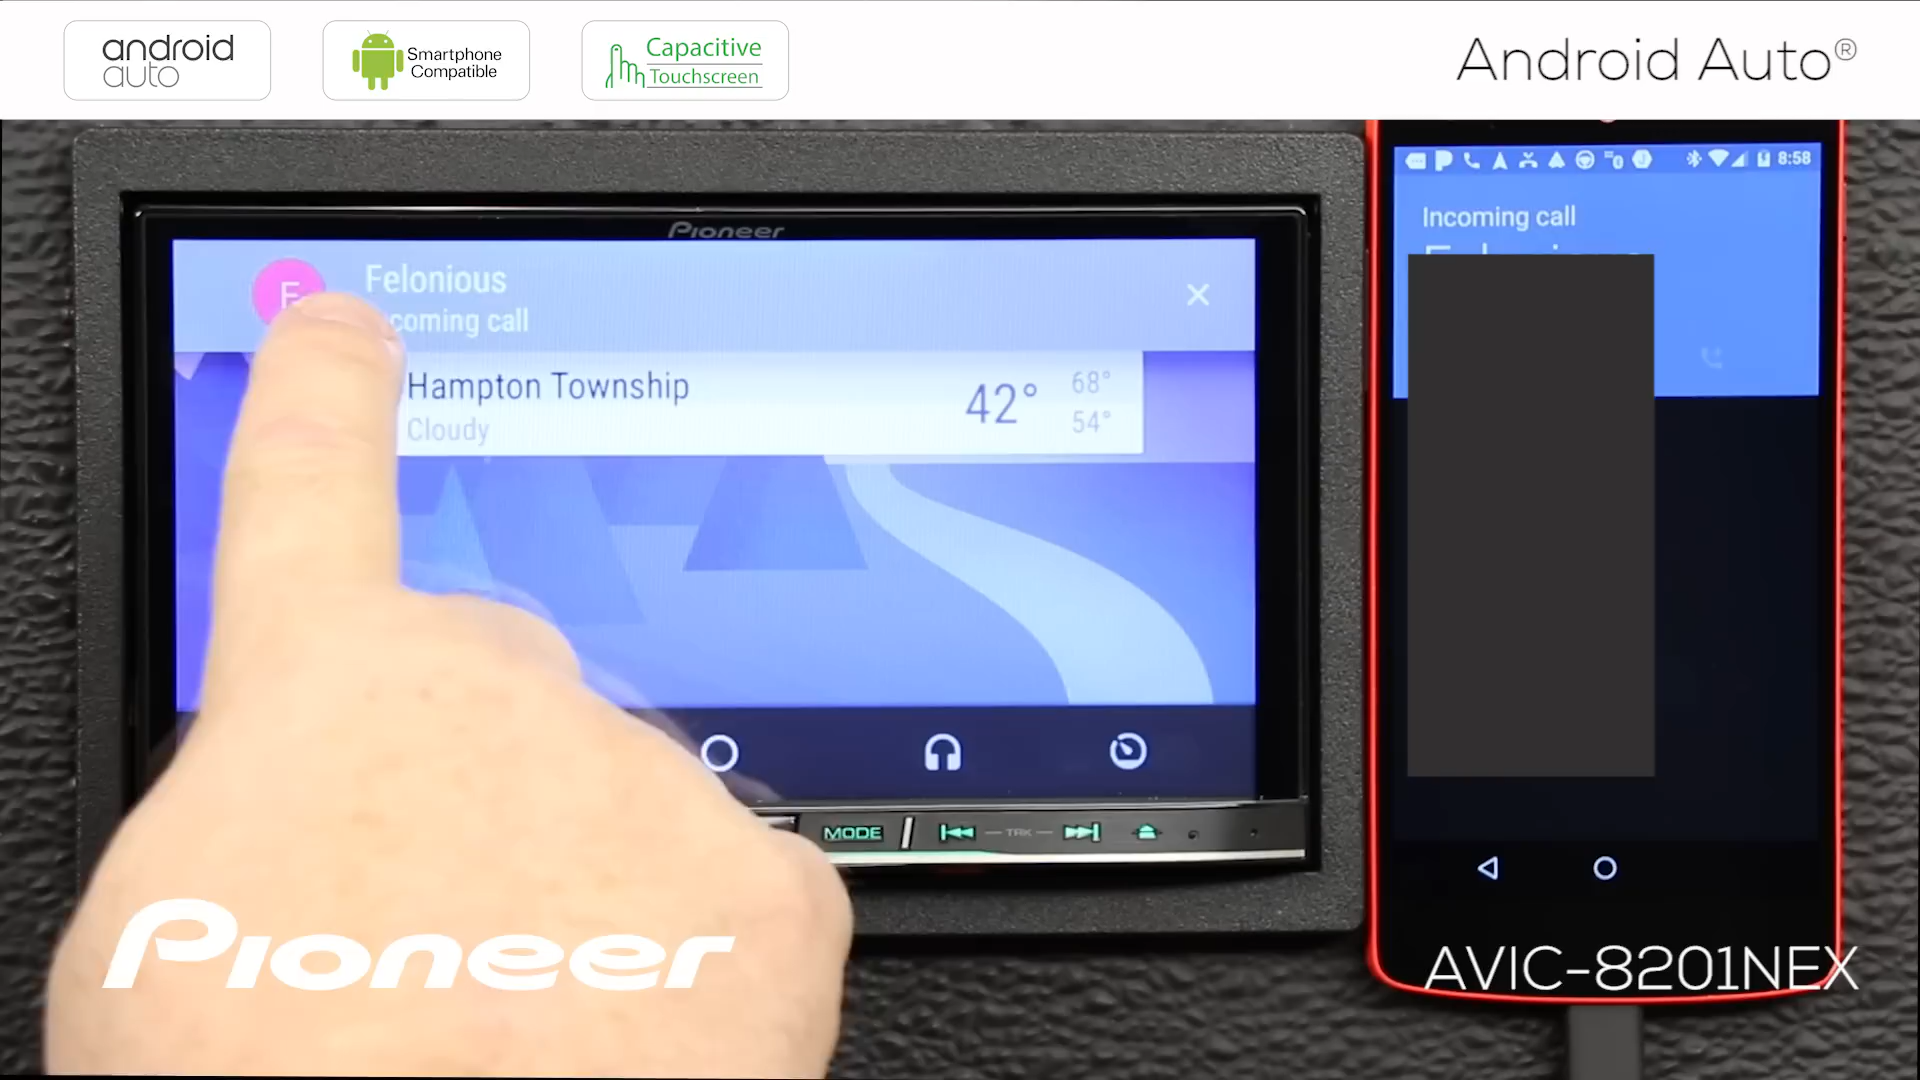 android
auto
Smartphone
Compatible
Capacitive
Touchscreen
Android Auto®
8:58
Incoming call
Pioneer
E
Felonious
coming call
Hampton Township
Cloudy
42°
68°
54°
MODE
TRK
Pioneer
AVIC-8201NEX